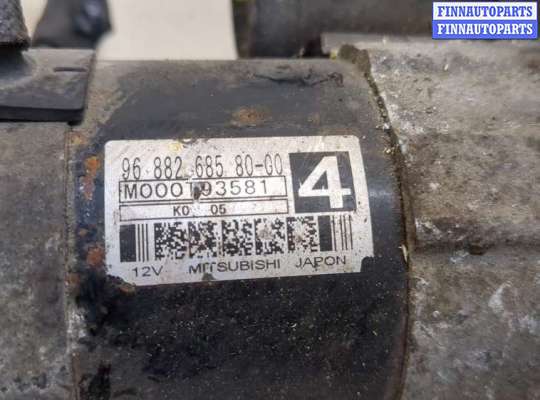 FINNAUTOPARTS
FINNAUTOPARTS
96 882 685 80-00
M000T93581
4
K0 05
12V MITSUBISHI JAPON